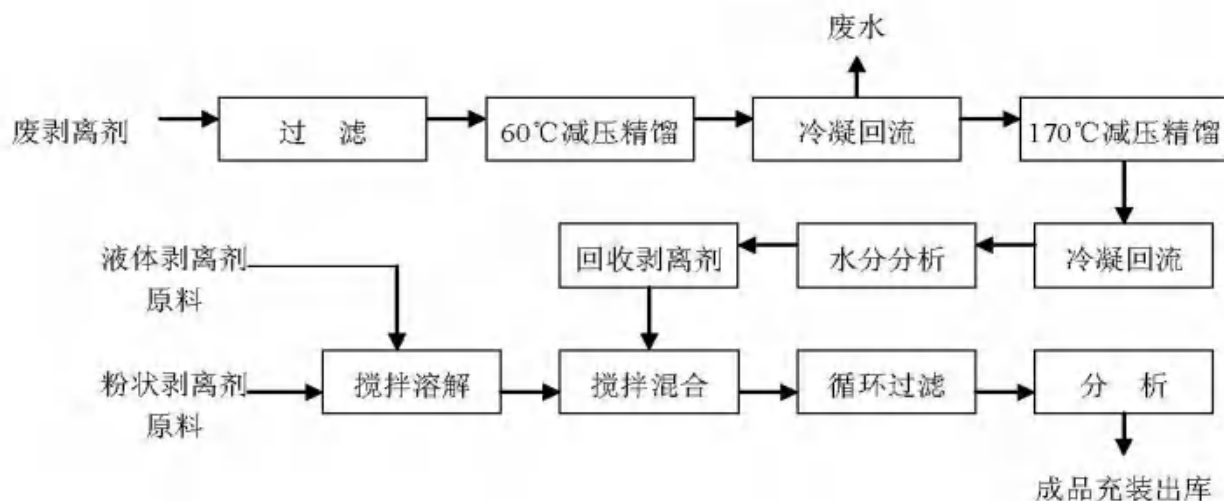 废水
废剥离剂
过 滤
60℃减压精馏
冷凝回流
170℃减压精馏
回收剥离剂
水分分析
冷凝回流
液体剥离剂
原料
粉状剥离剂
原料
搅拌溶解
搅拌混合
循环过滤
分 析
成品充装出库